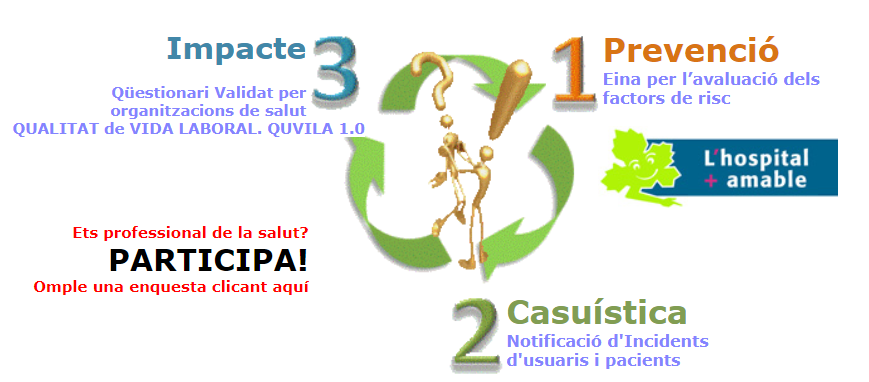 Impacte
3
Qüestionari Validat per
organitzacions de salut
QUALITAT de VIDA LABORAL. QUVILA 1.0
1
Prevenció
Eina per l’avaluació dels
factors de risc
L'hospital
+ amable
Ets professional de la salut?
PARTICIPA!
Omple una enquesta clicant aquí
2
Casuística
Notificació d'Incidents
d'usuaris i pacients